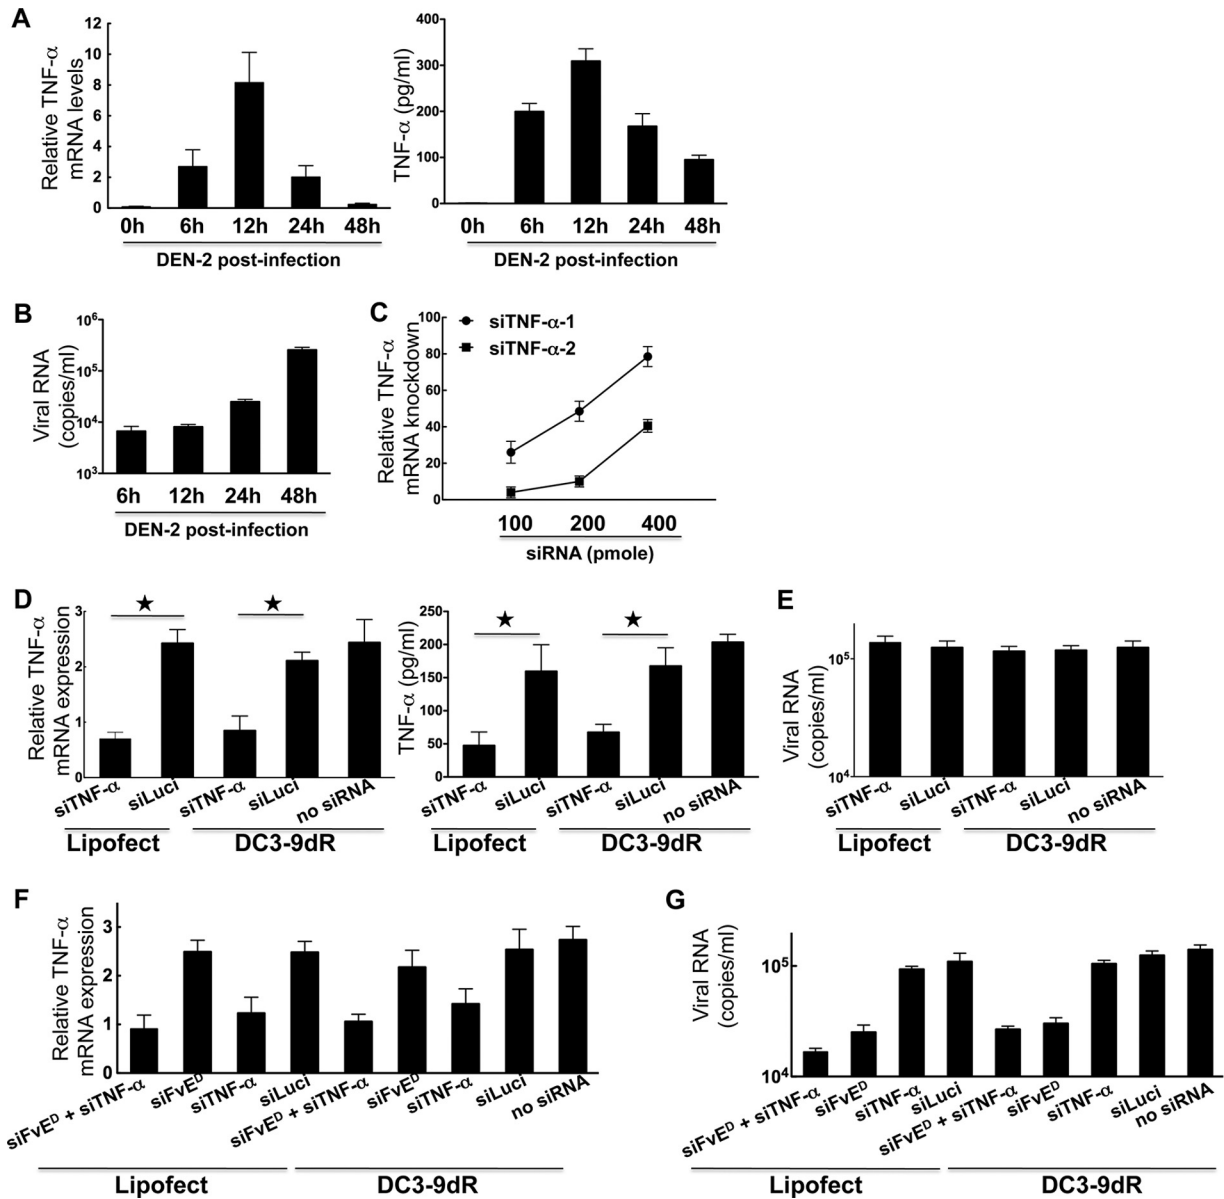 A
Relative TNF-α
mRNA levels
12
10
8
6
4
2
0
0h 6h 12h 24h 48h
DEN-2 post-infection
TNF-α (pg/ml)
400
300
200
100
0
0h 6h 12h 24h 48h
DEN-2 post-infection
B
Viral RNA
(copies/ml)
10⁶
10⁵
10⁴
10³
6h 12h 24h 48h
DEN-2 post-infection
C
Relative TNF-α
mRNA knockdown
100
80
60
40
20
0
siTNF-α-1
siTNF-α-2
100 200 400
siRNA (pmole)
D
Relative TNF-α
mRNA expression
3
2
1
0
siTNF-α siLuci siTNF-α siLuci no siRNA
Lipofect DC3-9dR
TNF-α (pg/ml)
250
200
150
100
50
0
siTNF-α siLuci siTNF-α siLuci no siRNA
Lipofect DC3-9dR
E
Viral RNA
(copies/ml)
10⁵
10⁴
siTNF-α siLuci siTNF-α siLuci no siRNA
Lipofect DC3-9dR
F
Relative TNF-α
mRNA expression
3
2
1
0
siFvEᴰ + siTNF-α siFvEᴰ siTNF-α siLuci siFvEᴰ + siTNF-α siFvEᴰ siTNF-α siLuci no siRNA
Lipofect DC3-9dR
G
Viral RNA
(copies/ml)
10⁵
10⁴
siFvEᴰ + siTNF-α siFvEᴰ siTNF-α siLuci siFvEᴰ + siTNF-α siFvEᴰ siTNF-α siLuci no siRNA
Lipofect DC3-9dR